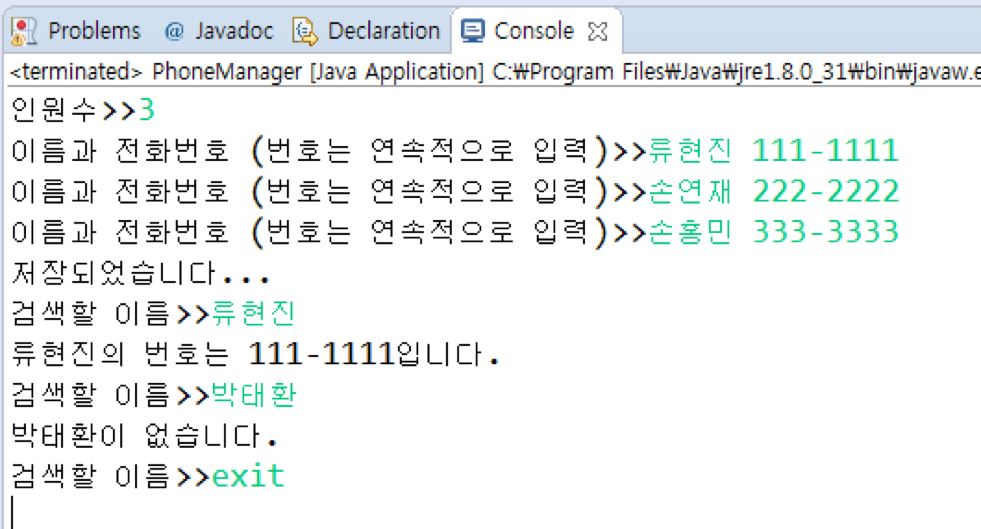 Problems @ Javadoc Declaration Console
<terminated> PhoneManager [Java Application] C:₩Program Files₩Java₩jre1.8.0_31₩bin₩javaw.e
인원수>>3
이름과 전화번호 (번호는 연속적으로 입력)>>류현진 111-1111
이름과 전화번호 (번호는 연속적으로 입력)>>손연재 222-2222
이름과 전화번호 (번호는 연속적으로 입력)>>손흥민 333-3333
저장되었습니다...
검색할 이름>>류현진
류현진의 번호는 111-1111입니다.
검색할 이름>>박태환
박태환이 없습니다.
검색할 이름>>exit